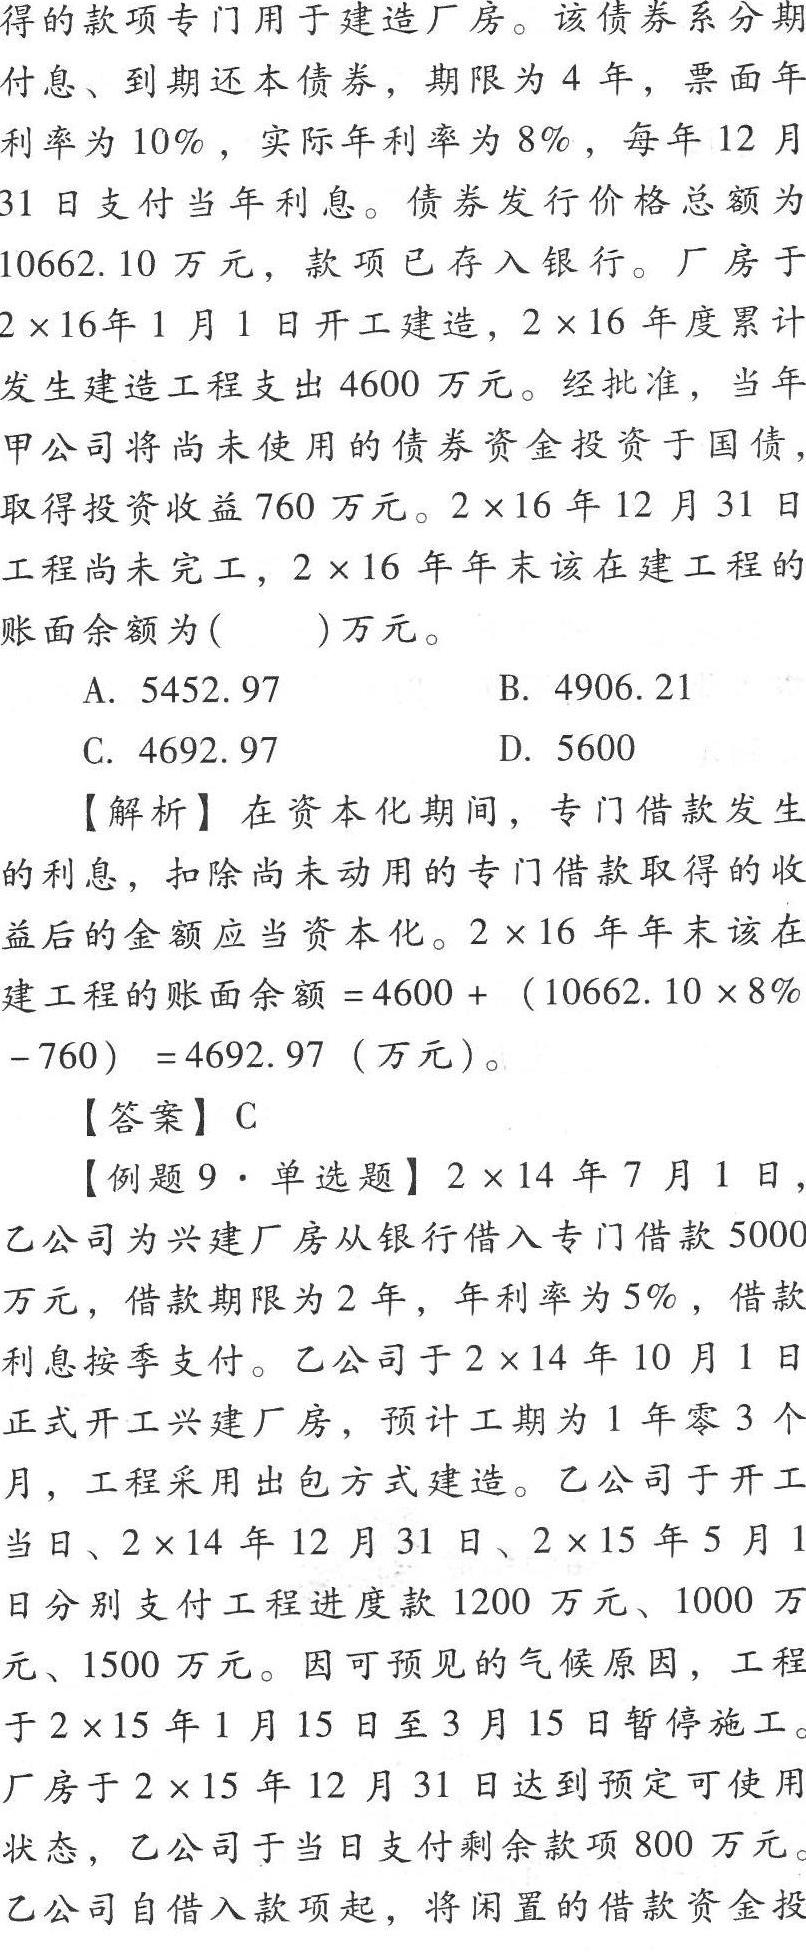 得的款项专门用于建造厂房。该债券系分期
付息、到期还本债券，期限为 4 年，票面年
利率为 10%，实际年利率为 8%，每年 12 月
31 日支付当年利息。债券发行价格总额为
10662. 10 万元，款项已存入银行。厂房于
2×16年 1 月 1 日开工建造，2×16 年度累计
发生建造工程支出 4600 万元。经批准，当年
甲公司将尚未使用的债券资金投资于国债，
取得投资收益 760 万元。2×16 年 12 月 31 日
工程尚未完工，2×16 年年末该在建工程的
账面余额为(　　)万元。
A. 5452. 97　　B. 4906. 21
C. 4692. 97　　D. 5600
【解析】在资本化期间，专门借款发生
的利息，扣除尚未动用的专门借款取得的收
益后的金额应当资本化。2×16 年年末该在
建工程的账面余额 = 4600 + （10662. 10 × 8%
－760） = 4692. 97（万元）。
【答案】C
【例题 9 · 单选题】2×14 年 7 月 1 日，
乙公司为兴建厂房从银行借入专门借款 5000
万元，借款期限为 2 年，年利率为 5%，借款
利息按季支付。乙公司于 2×14 年 10 月 1 日
正式开工兴建厂房，预计工期为 1 年零 3 个
月，工程采用出包方式建造。乙公司于开工
当日、2×14 年 12 月 31 日、2×15 年 5 月 1
日分别支付工程进度款 1200 万元、1000 万
元、1500 万元。因可预见的气候原因，工程
于 2×15 年 1 月 15 日至 3 月 15 日暂停施工。
厂房于 2×15 年 12 月 31 日达到预定可使用
状态，乙公司于当日支付剩余款项 800 万元。
乙公司自借入款项起，将闲置的借款资金投